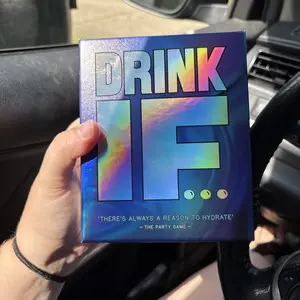 DRINK
IF...
'THERE'S ALWAYS A REASON TO HYDRATE'
– THE PARTY GAME –